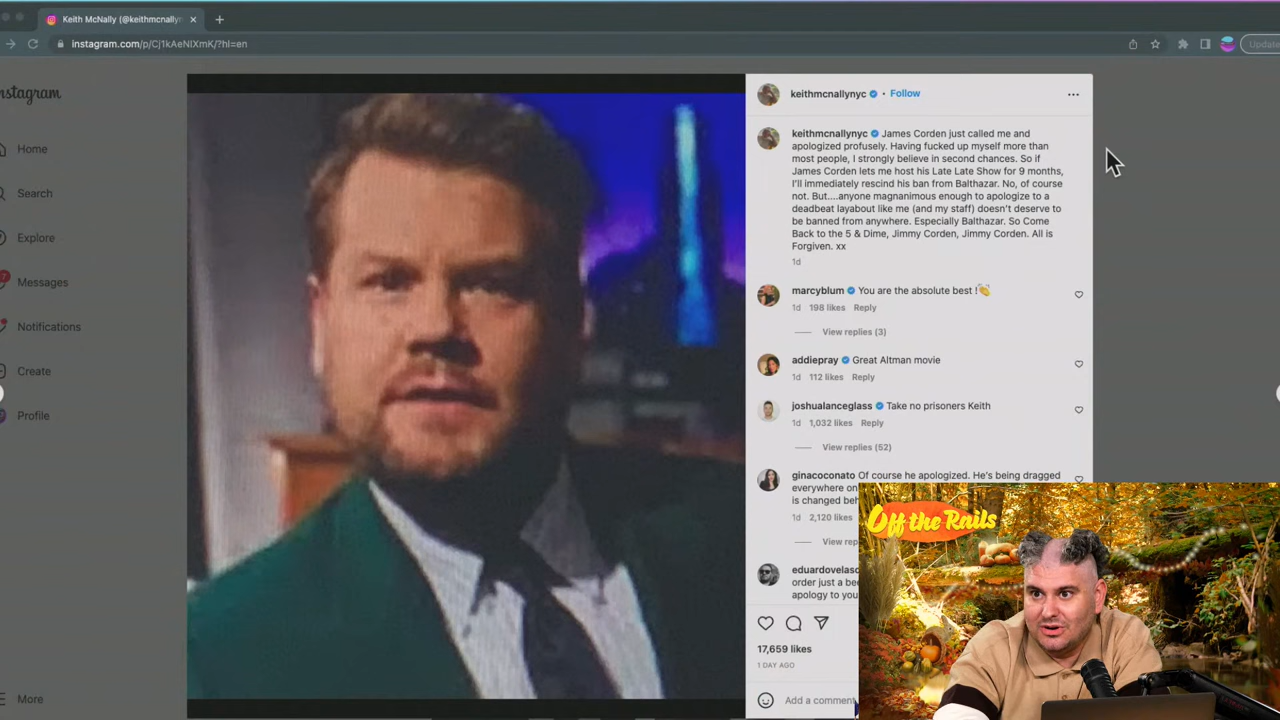 Keith McNally (@keithmcnallyn
instagram.com/p/Cj1kAeNlXmK/?hl=en
Update
nstagram
Home
Search
Explore
7
Messages
Notifications
Create
Profile
More
keithmcnallynyc • Follow
keithmcnallynyc James Corden just called me and
apologized profusely. Having fucked up myself more than
most people, I strongly believe in second chances. So if
James Corden lets me host his Late Late Show for 9 months,
I'll immediately rescind his ban from Balthazar. No, of course
not. But....anyone magnanimous enough to apologize to a
deadbeat layabout like me (and my staff) doesn't deserve to
be banned from anywhere. Especially Balthazar. So Come
Back to the 5 & Dime, Jimmy Corden, Jimmy Corden. All is
Forgiven. xx
1d
marcyblum You are the absolute best !👏
1d 198 likes Reply
View replies (3)
addiepray Great Altman movie
1d 112 likes Reply
joshualanceglass Take no prisoners Keith
1d 1,032 likes Reply
View replies (52)
ginacoconato Of course he apologized. He's being dragged
everywhere on
is changed beh
1d 2,120 likes
View rep
eduardovelasc
order just a bee
apology to you
17,659 likes
1 DAY AGO
Add a comment
Off the Rails